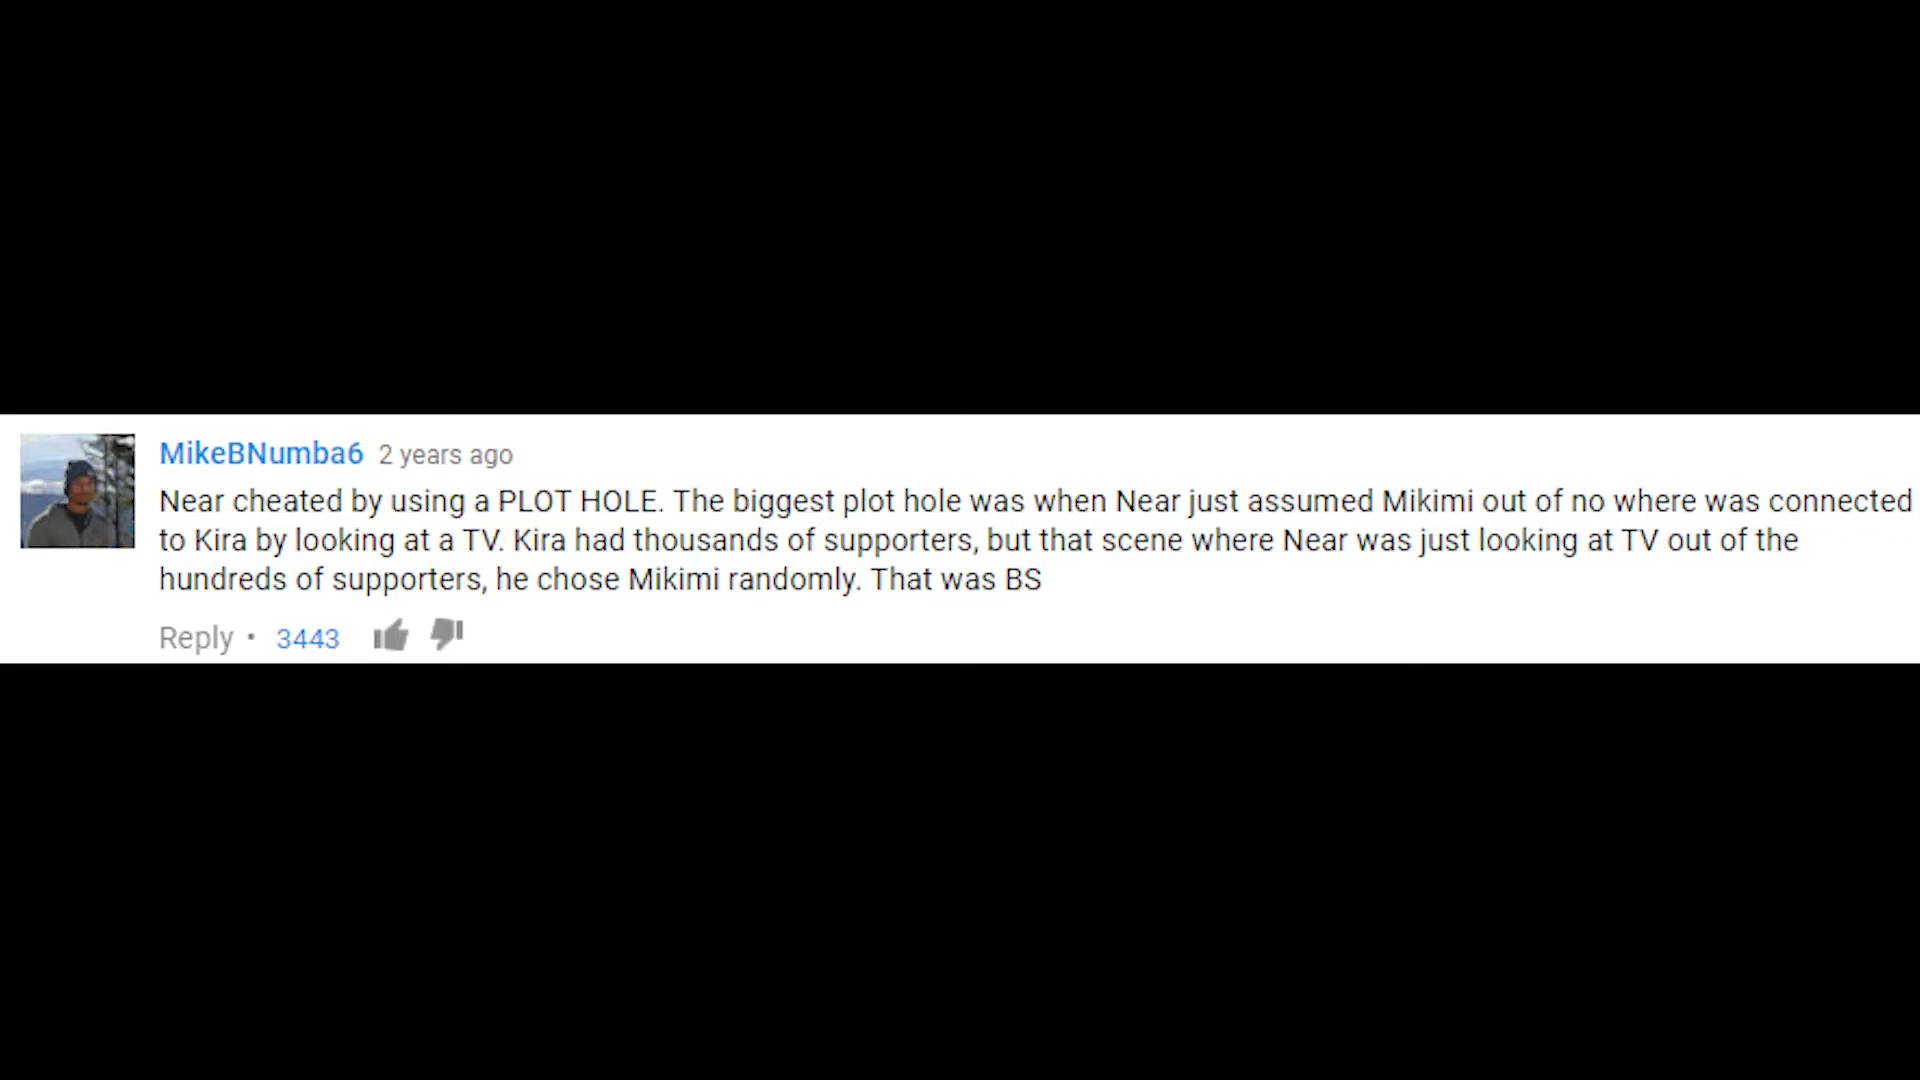 MikeBNumba6 2 years ago
Near cheated by using a PLOT HOLE. The biggest plot hole was when Near just assumed Mikimi out of no where was connected
to Kira by looking at a TV. Kira had thousands of supporters, but that scene where Near was just looking at TV out of the
hundreds of supporters, he chose Mikimi randomly. That was BS
Reply • 3443